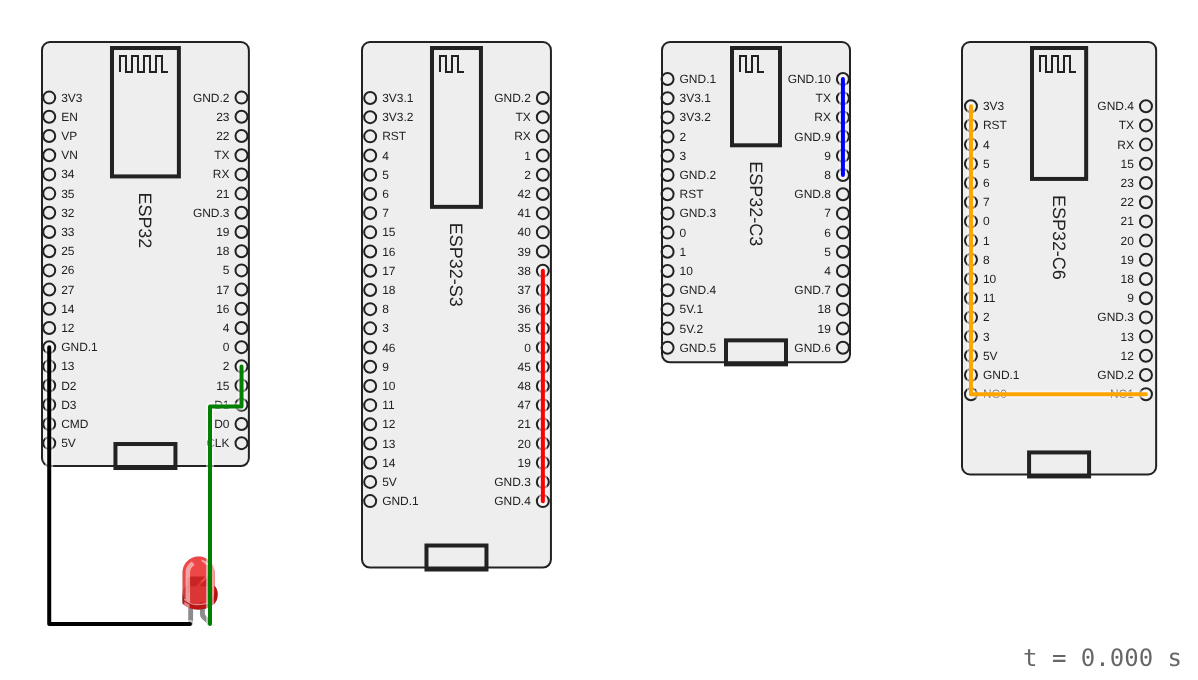 3V3 GND.2
EN 23
VP 22
VN TX
34 RX
35 21
32 GND.3
33 19
25 18
26 5
27 17
14 16
12 4
GND.1 0
13 2
D2 15
D3 D1
CMD D0
5V CLK
ESP32
3V3.1 GND.2
3V3.2 TX
RST RX
4 1
5 2
6 42
7 41
15 40
16 39
17 38
18 37
8 36
3 35
46 0
9 45
10 48
11 47
12 21
13 20
14 19
5V GND.3
GND.1 GND.4
ESP32-S3
GND.1 GND.10
3V3.1 TX
3V3.2 RX
2 GND.9
3 9
GND.2 8
RST GND.8
GND.3 7
0 6
1 5
10 4
GND.4 GND.7
5V.1 18
5V.2 19
GND.5 GND.6
ESP32-C3
3V3 GND.4
RST TX
4 RX
5 15
6 23
7 22
0 21
1 20
8 19
10 18
11 9
2 GND.3
3 13
5V 12
GND.1 GND.2
NC0 NC1
ESP32-C6
t = 0.000 s